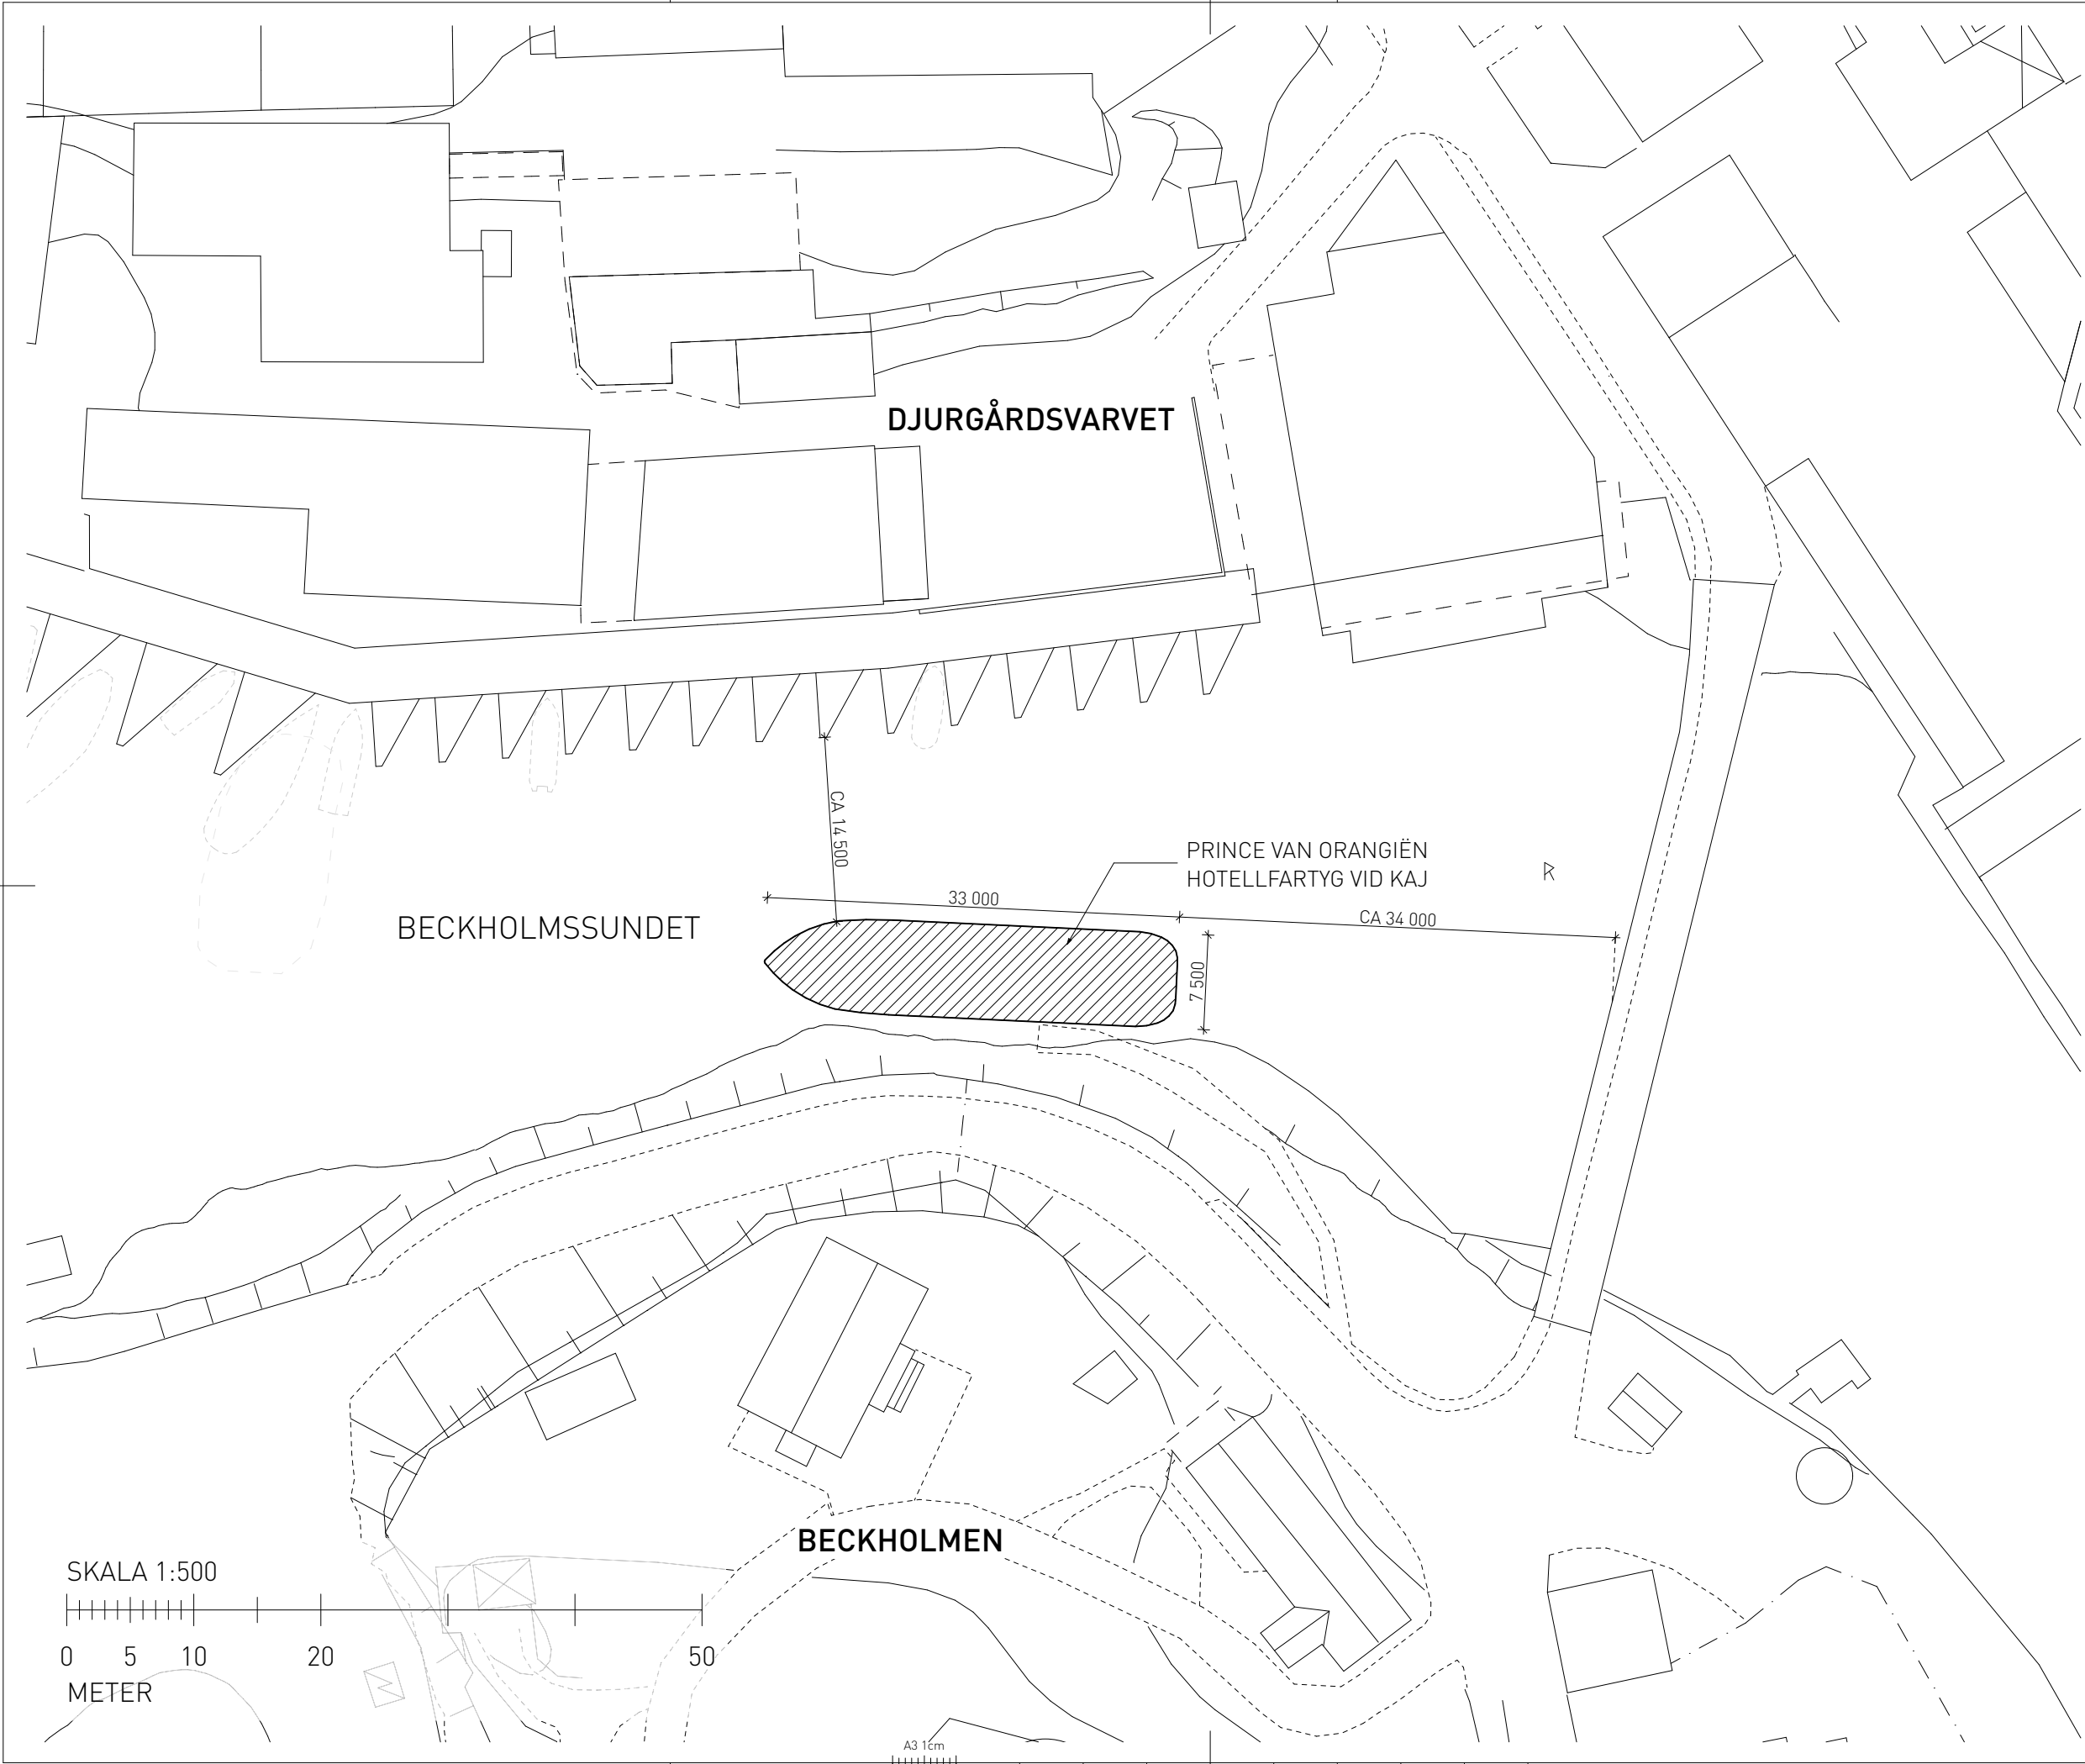 DJURGÅRDSVARVET
CA 14 500
PRINCE VAN ORANGIËN
HOTELLFARTYG VID KAJ
R
33 000
CA 34 000
BECKHOLMSSUNDET
7 500
BECKHOLMEN
SKALA 1:500
0 5 10 20 50
METER
A3 1cm